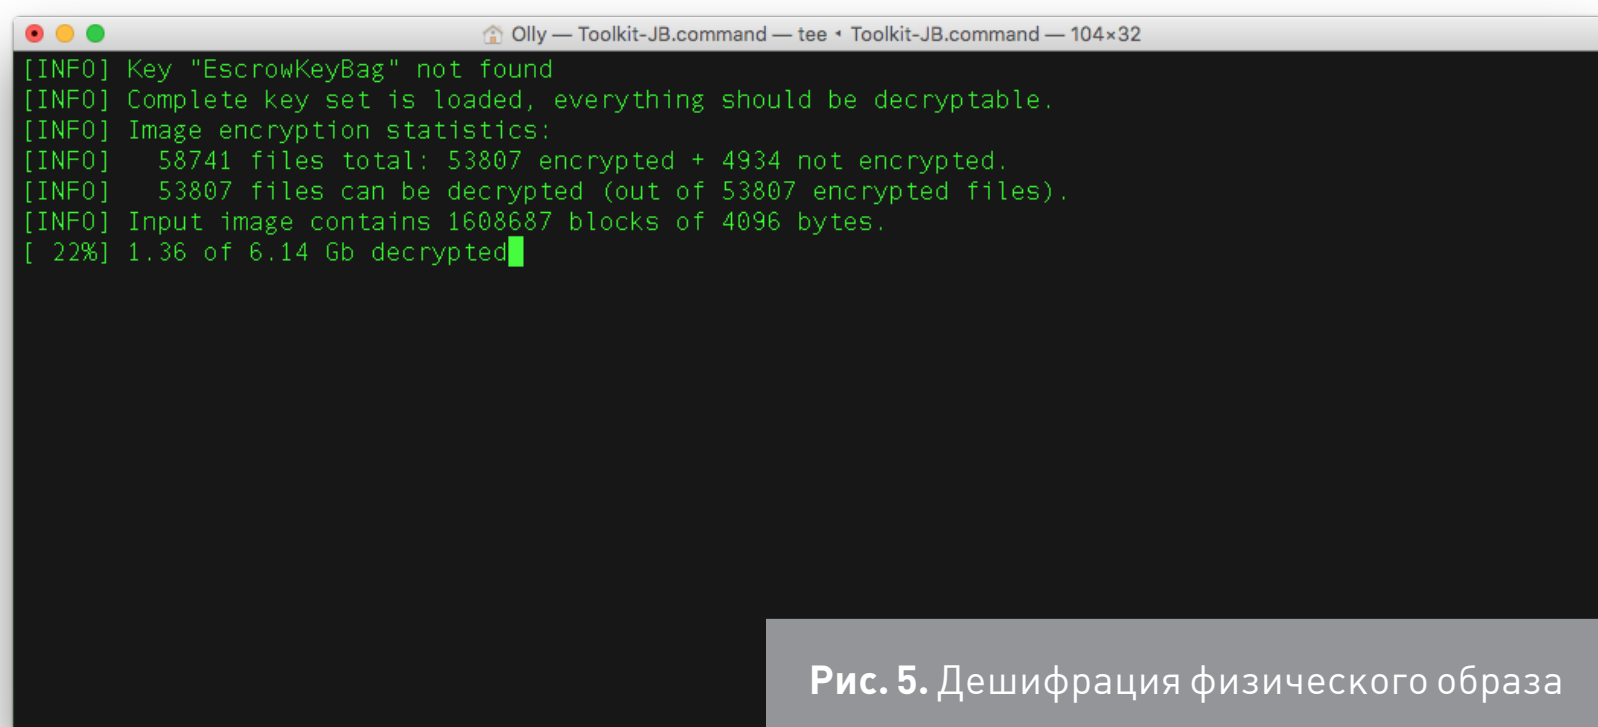 Olly — Toolkit-JB.command — tee ◂ Toolkit-JB.command — 104×32
[INFO] Key "EscrowKeyBag" not found
[INFO] Complete key set is loaded, everything should be decryptable.
[INFO] Image encryption statistics:
[INFO]   58741 files total: 53807 encrypted + 4934 not encrypted.
[INFO]   53807 files can be decrypted (out of 53807 encrypted files).
[INFO] Input image contains 1608687 blocks of 4096 bytes.
[ 22%] 1.36 of 6.14 Gb decrypted
Рис. 5. Дешифрация физического образа